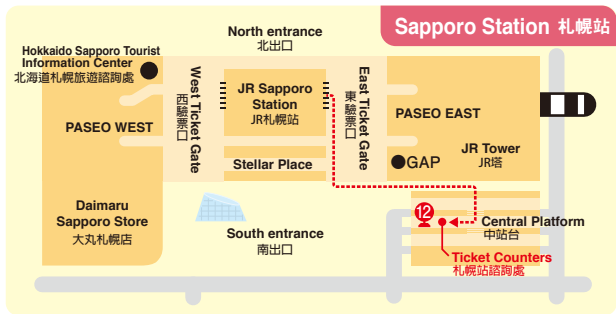 Sapporo Station 札幌站
North entrance
北出口
Hokkaido Sapporo Tourist
Information Center
北海道札幌旅遊諮詢處
West Ticket Gate
西驗票口
JR Sapporo
Station
JR札幌站
East Ticket Gate
東驗票口
PASEO WEST
PASEO EAST
JR Tower
JR塔
GAP
Stellar Place
Daimaru
Sapporo Store
大丸札幌店
South entrance
南出口
12
Central Platform
中站台
Ticket Counters
札幌站諮詢處